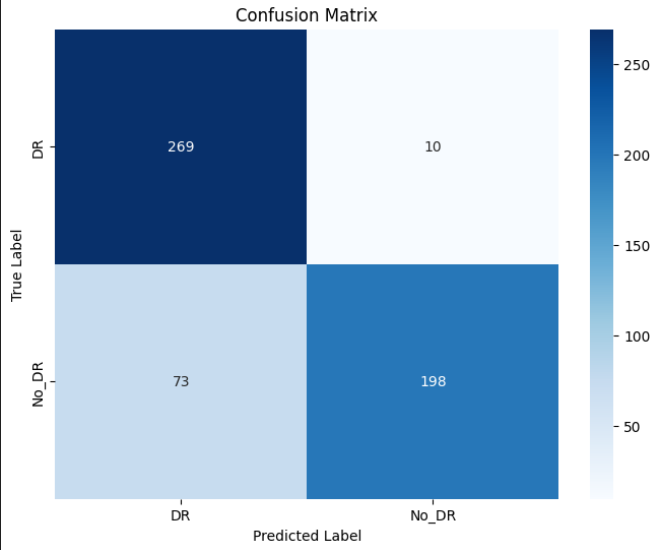 Confusion Matrix
True Label
DR
269
10
No_DR
73
198
DR
No_DR
Predicted Label
250
200
150
100
50